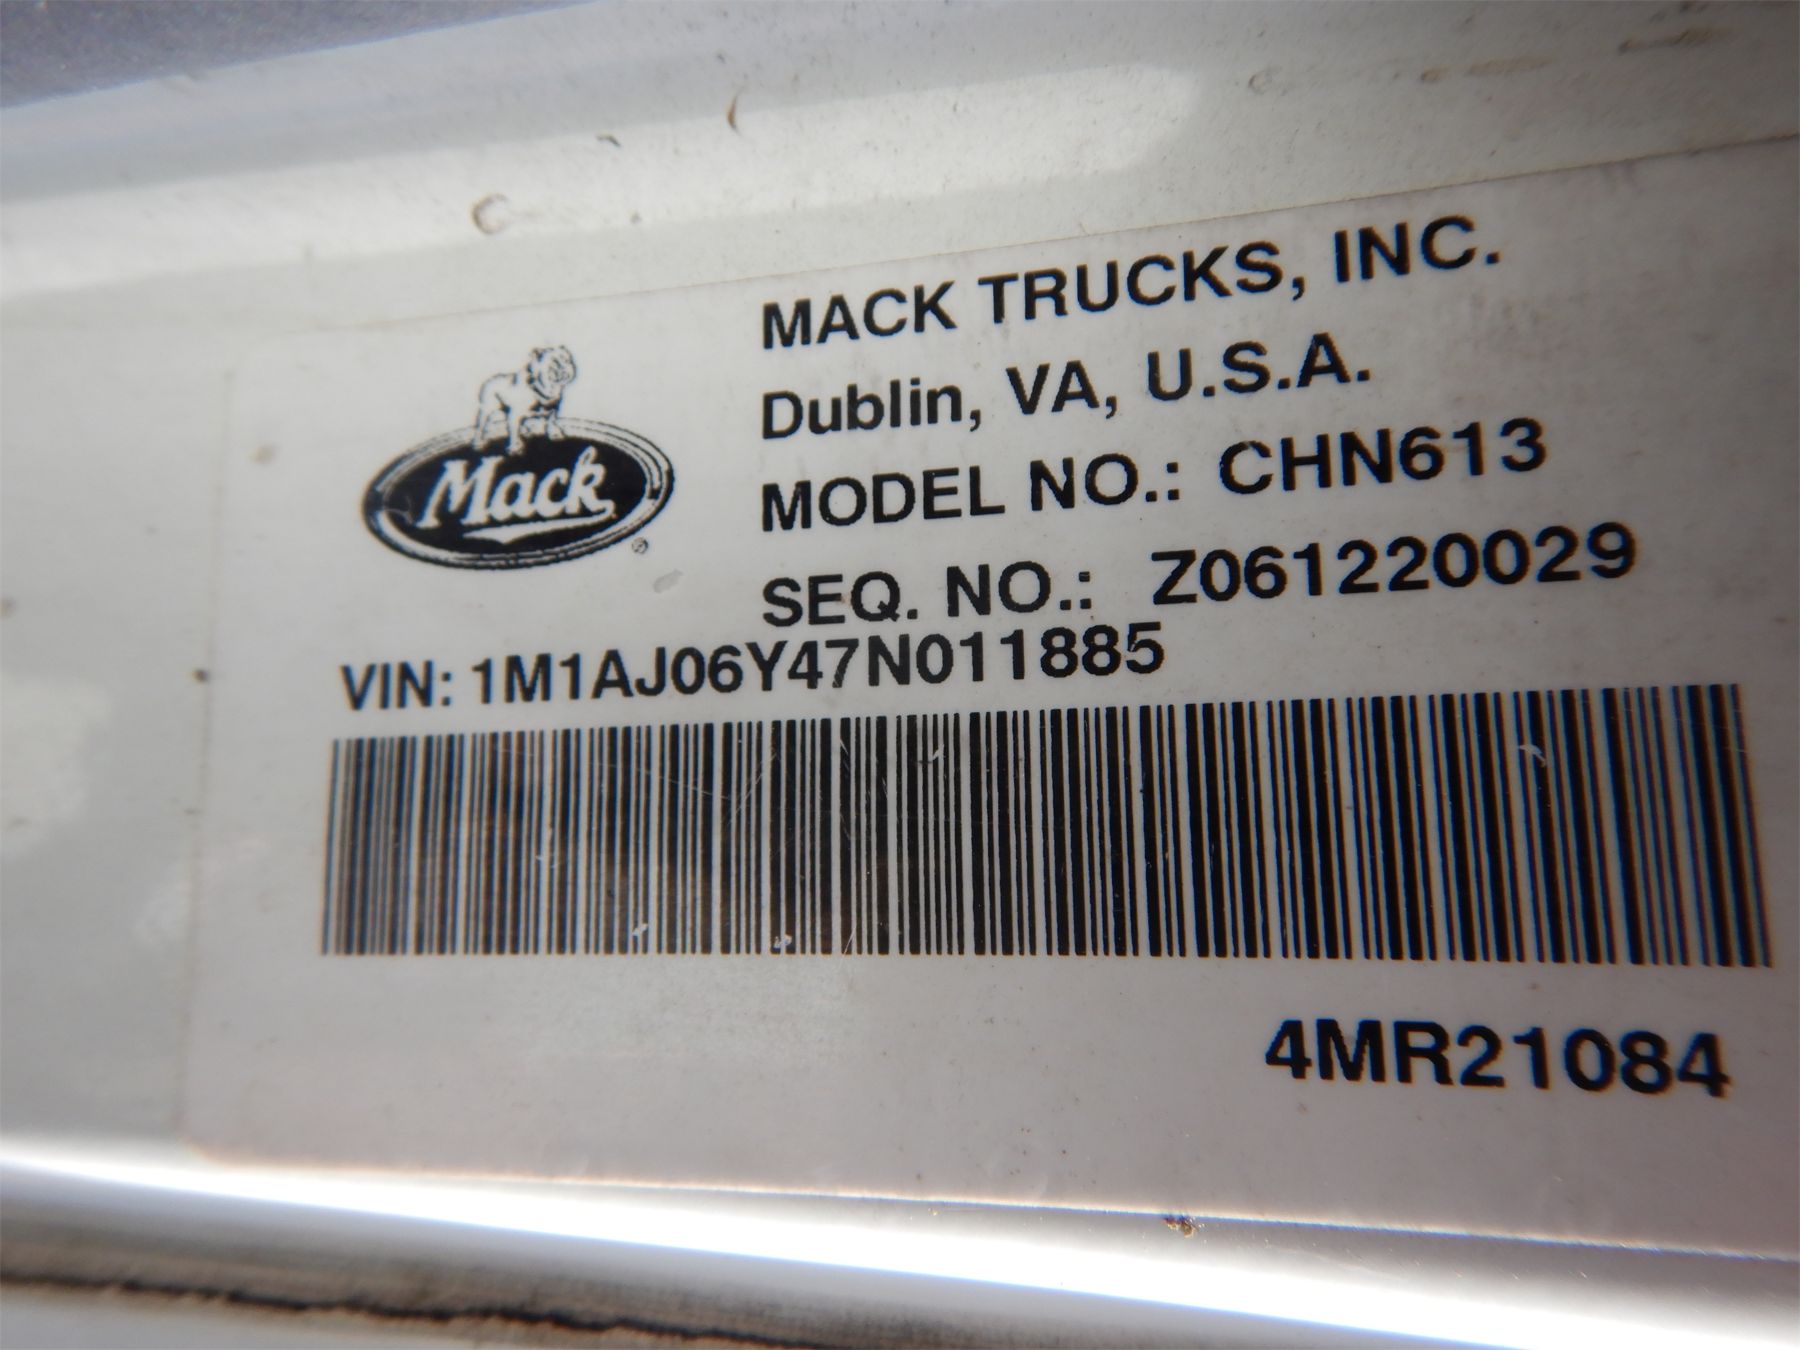 Mack®
MACK TRUCKS, INC.
Dublin, VA, U.S.A.
MODEL NO.: CHN613
SEQ. NO.: Z061220029
VIN: 1M1AJ06Y47N011885
4MR21084